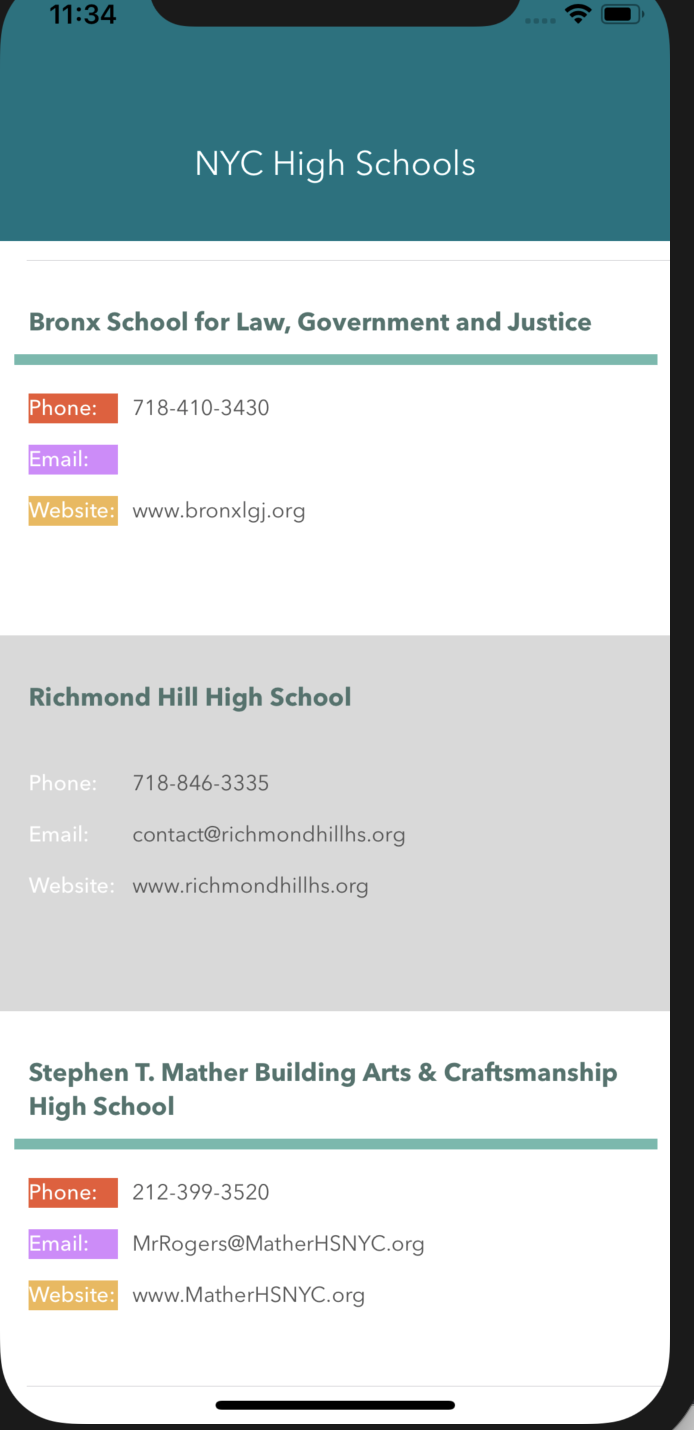 11:34
NYC High Schools
Bronx School for Law, Government and Justice
Phone: 718-410-3430
Email:
Website: www.bronxlgj.org
Richmond Hill High School
Phone: 718-846-3335
Email: contact@richmondhillhs.org
Website: www.richmondhillhs.org
Stephen T. Mather Building Arts & Craftsmanship
High School
Phone: 212-399-3520
Email: MrRogers@MatherHSNYC.org
Website: www.MatherHSNYC.org